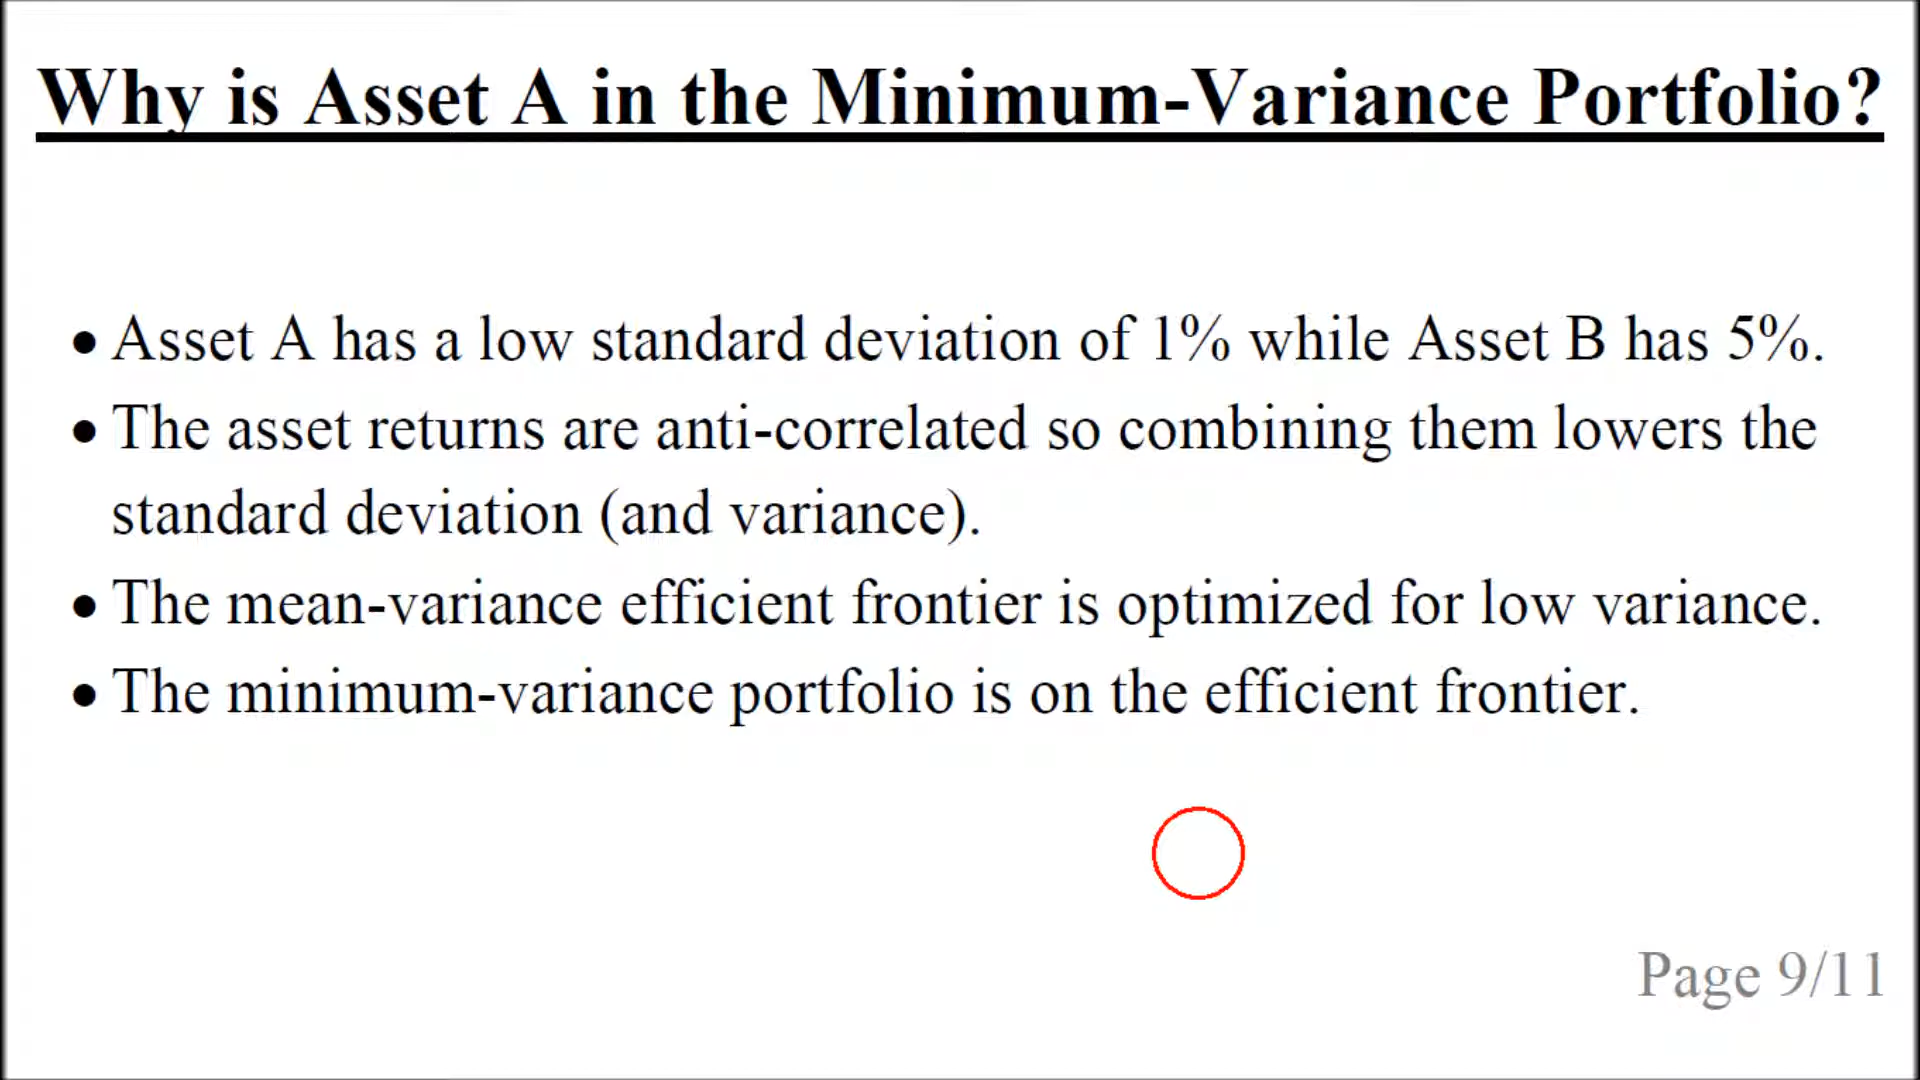 Why is Asset A in the Minimum-Variance Portfolio?
• Asset A has a low standard deviation of 1% while Asset B has 5%.
• The asset returns are anti-correlated so combining them lowers the
standard deviation (and variance).
• The mean-variance efficient frontier is optimized for low variance.
• The minimum-variance portfolio is on the efficient frontier.
Page 9/11